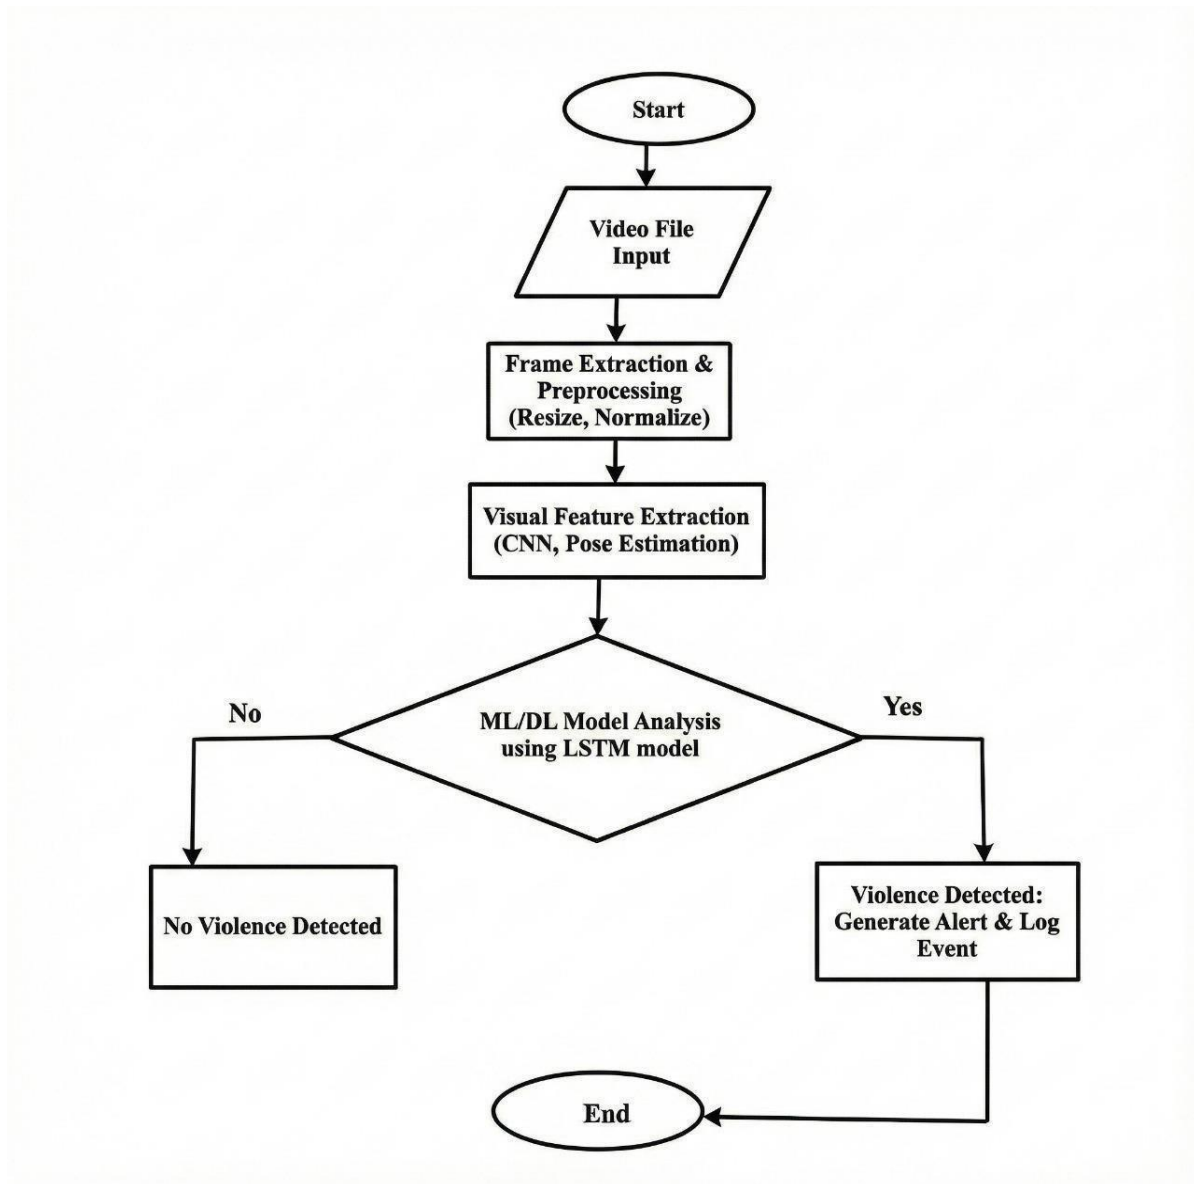 Start
Video File
Input
Frame Extraction &
Preprocessing
(Resize, Normalize)
Visual Feature Extraction
(CNN, Pose Estimation)
No
Yes
ML/DL Model Analysis
using LSTM model
No Violence Detected
Violence Detected:
Generate Alert & Log
Event
End